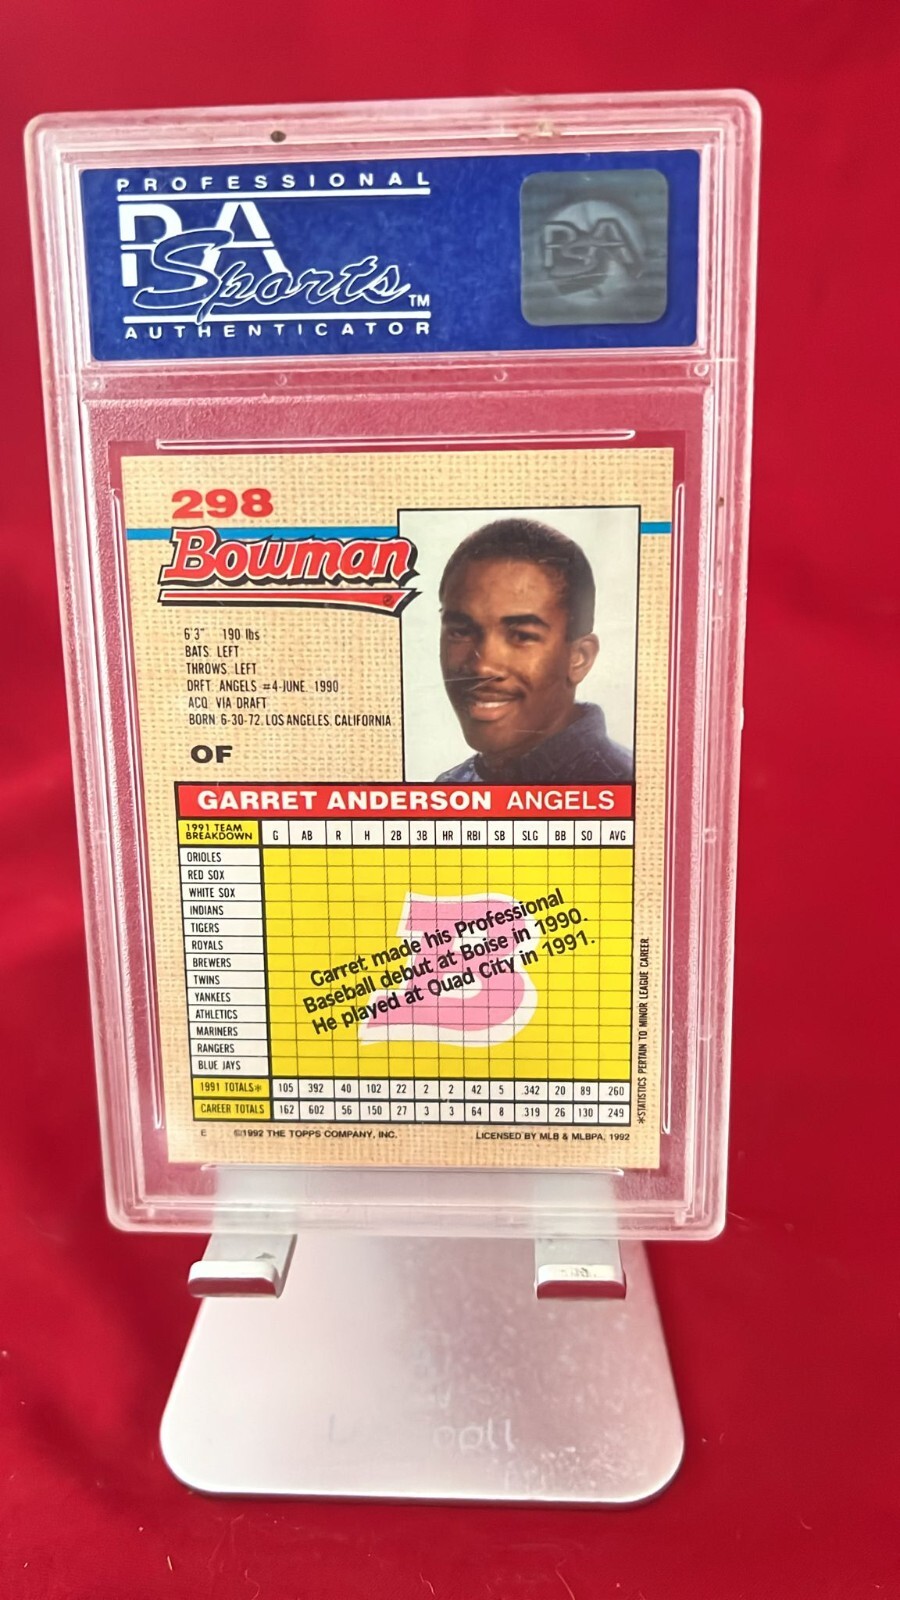 PROFESSIONAL
PSA
Sports™
AUTHENTICATOR
PSA
298
Bowman
6'3" 190 lbs
BATS: LEFT
THROWS: LEFT
DRFT. ANGELS #4-JUNE, 1990
ACQ. VIA DRAFT
BORN: 6-30-72, LOS ANGELES, CALIFORNIA
OF
GARRET ANDERSON ANGELS
1991 TEAM BREAKDOWN G AB R H 2B 3B HR RBI SB SLG BB SO AVG
ORIOLES
RED SOX
WHITE SOX
INDIANS
TIGERS
ROYALS
BREWERS
TWINS
YANKEES
ATHLETICS
MARINERS
RANGERS
BLUE JAYS
B
Garret made his Professional
Baseball debut at Boise in 1990.
He played at Quad City in 1991.
1991 TOTALS* 105 392 40 102 22 2 2 42 5 .342 20 89 .260
CAREER TOTALS 162 602 56 150 27 3 3 64 8 .319 26 130 .249
*STATISTICS PERTAIN TO MINOR LEAGUE CAREER.
E ©1992 THE TOPPS COMPANY, INC. LICENSED BY MLB & MLBPA, 1992